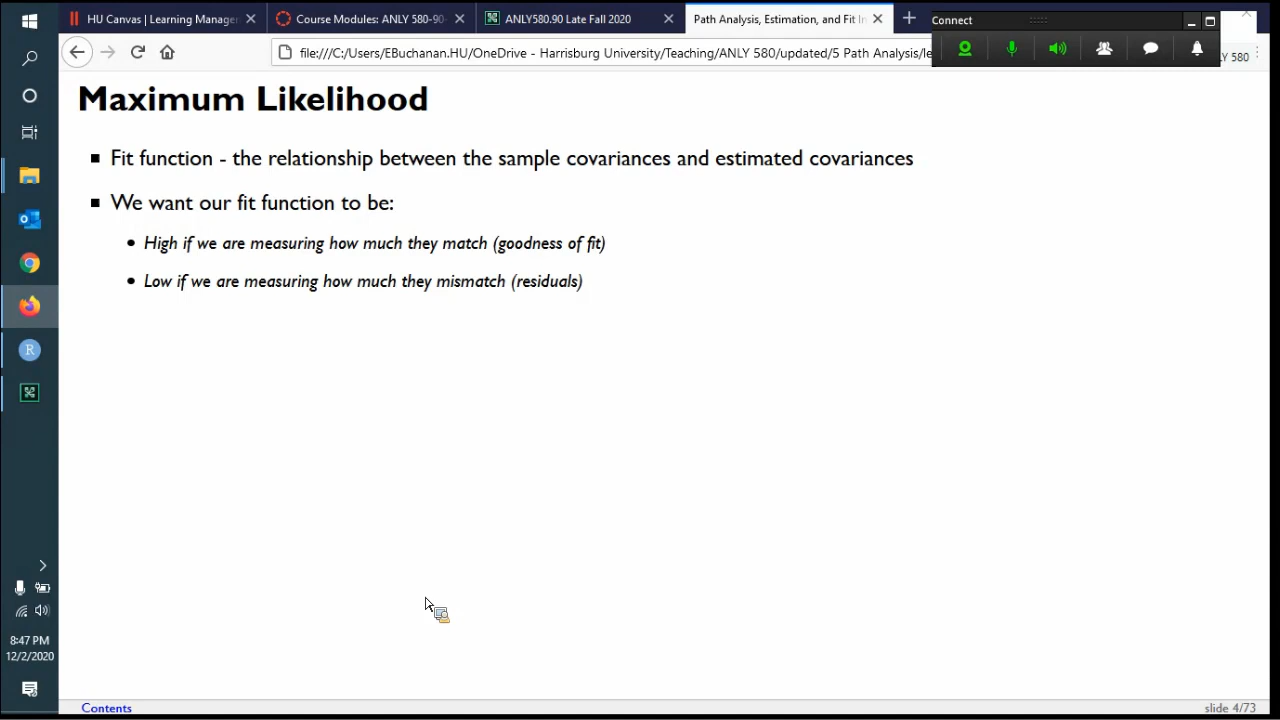 HU Canvas | Learning Manage
Course Modules: ANLY 580-90-
ANLY580.90 Late Fall 2020
Path Analysis, Estimation, and Fit In
Connect
file:///C:/Users/EBuchanan.HU/OneDrive - Harrisburg University/Teaching/ANLY 580/updated/5 Path Analysis/le
LY 580
Maximum Likelihood
Fit function - the relationship between the sample covariances and estimated covariances
We want our fit function to be:
High if we are measuring how much they match (goodness of fit)
Low if we are measuring how much they mismatch (residuals)
8:47 PM
12/2/2020
Contents
slide 4/73